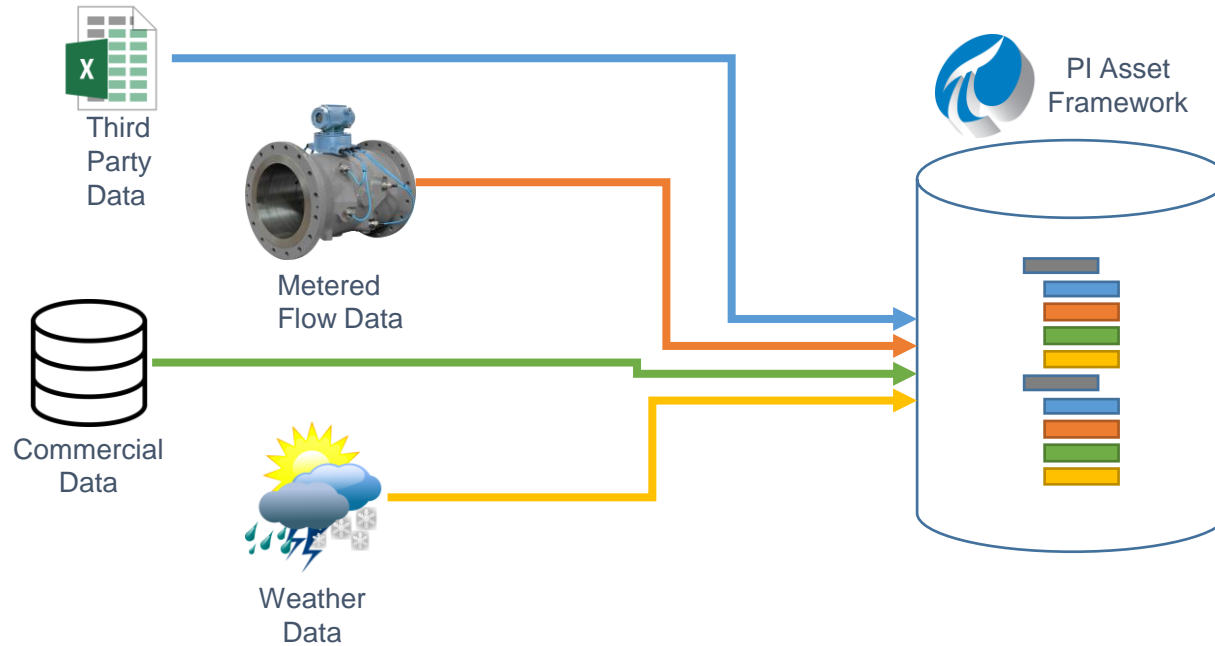 X
Third
Party
Data
Metered
Flow Data
Commercial
Data
Weather
Data
PI Asset
Framework